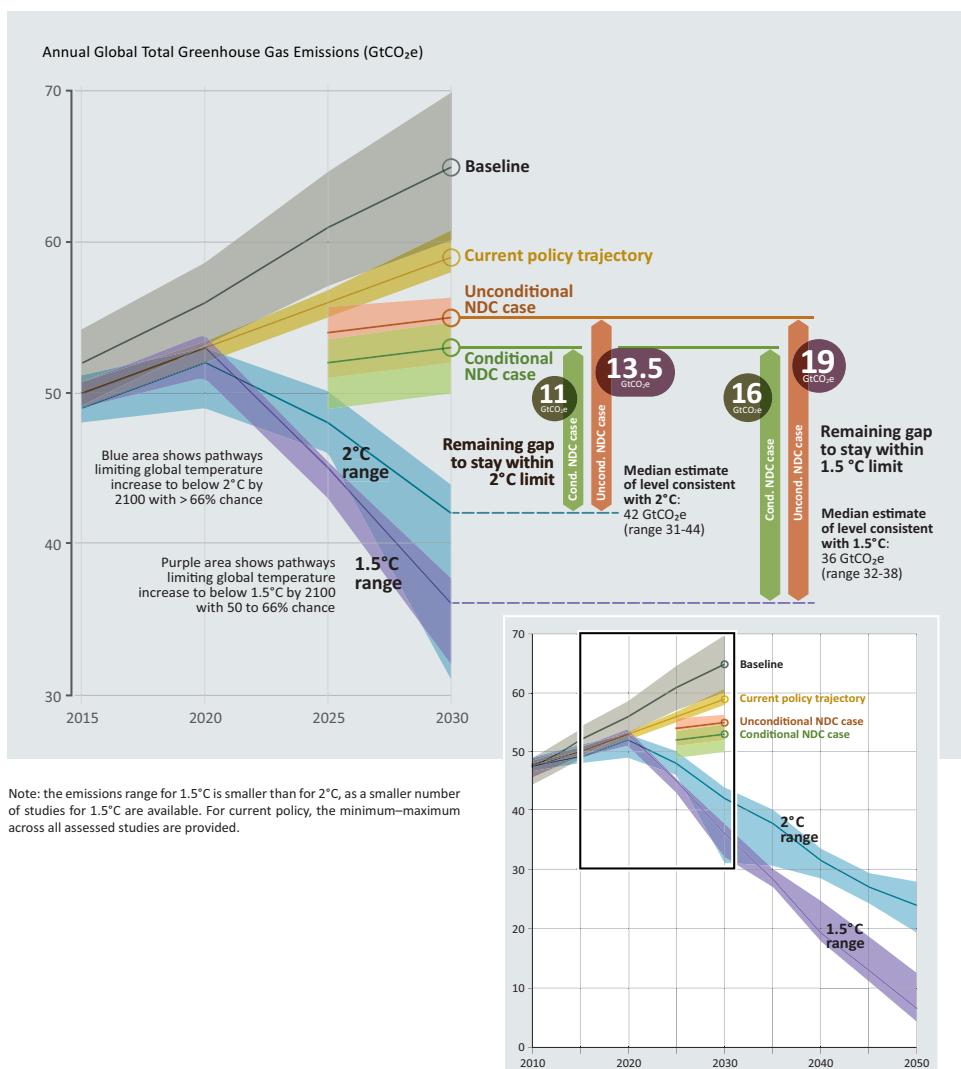 Annual Global Total Greenhouse Gas Emissions (GtCO₂e)
70
60
50
40
30
2015
2020
2025
2030
Baseline
Current policy trajectory
Unconditional
NDC case
Conditional
NDC case
2°C
range
1.5°C
range
Blue area shows pathways
limiting global temperature
increase to below 2°C by
2100 with > 66% chance
Purple area shows pathways
limiting global temperature
increase to below 1.5°C by 2100
with 50 to 66% chance
11
GtCO₂e
13.5
GtCO₂e
Cond. NDC case
Uncond. NDC case
Remaining gap
to stay within
2°C limit
Median estimate
of level consistent
with 2°C:
42 GtCO₂e
(range 31-44)
16
GtCO₂e
19
GtCO₂e
Cond. NDC case
Uncond. NDC case
Remaining gap
to stay within
1.5 °C limit
Median estimate
of level consistent
with 1.5°C:
36 GtCO₂e
(range 32-38)
70
60
50
40
30
20
10
0
2010
2020
2030
2040
2050
Baseline
Current policy trajectory
Unconditional NDC case
Conditional NDC case
2°C
range
1.5°C
range
Note: the emissions range for 1.5°C is smaller than for 2°C, as a smaller number
of studies for 1.5°C are available. For current policy, the minimum–maximum
across all assessed studies are provided.